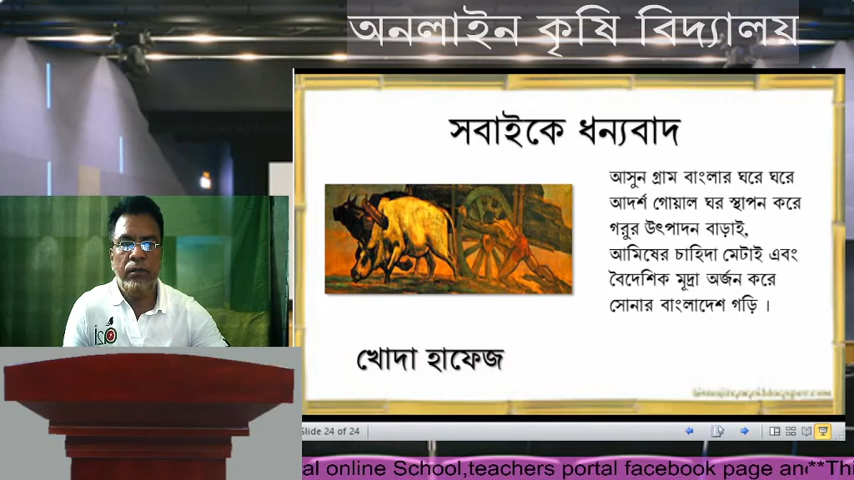 অনলাইন কৃষি বিদ্যালয়
সবাইকে ধন্যবাদ
আসুন গ্রাম বাংলার ঘরে ঘরে
আদর্শ গোয়াল ঘর স্থাপন করে
গরুর উৎপাদন বাড়াই,
আমিষের চাহিদা মেটাই এবং
বৈদেশিক মূদ্রা অর্জন করে
সোনার বাংলাদেশ গড়ি ।
খোদা হাফেজ
Slide 24 of 24
al online School,teachers portal facebook page and**Thi